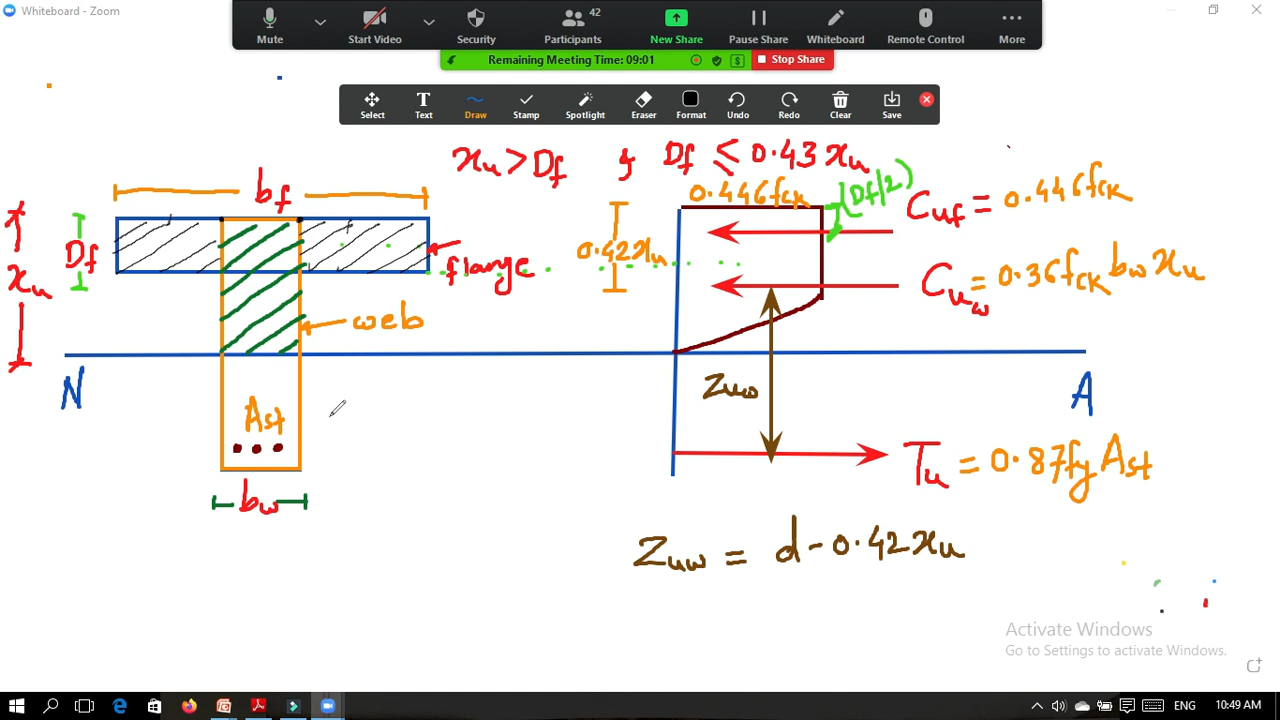 Whiteboard - Zoom
42
Mute
Start Video
Security
Participants
New Share
Pause Share
Whiteboard
Remote Control
More
Remaining Meeting Time: 09:01
Stop Share
Select
Text
Draw
Stamp
Spotlight
Eraser
Format
Undo
Redo
Clear
Save
xu > Df & Df ≤ 0.43 xu
bf
0.446fck
(Df/2)
Cuf = 0.446fck
Df
xu
flange
0.42xu
Cuw = 0.36fck bw xu
web
N
Zuw
A
Ast
Tu = 0.87fy Ast
bw
Zuw = d - 0.42xu
Activate Windows
Go to Settings to activate Windows.
ENG
10:49 AM